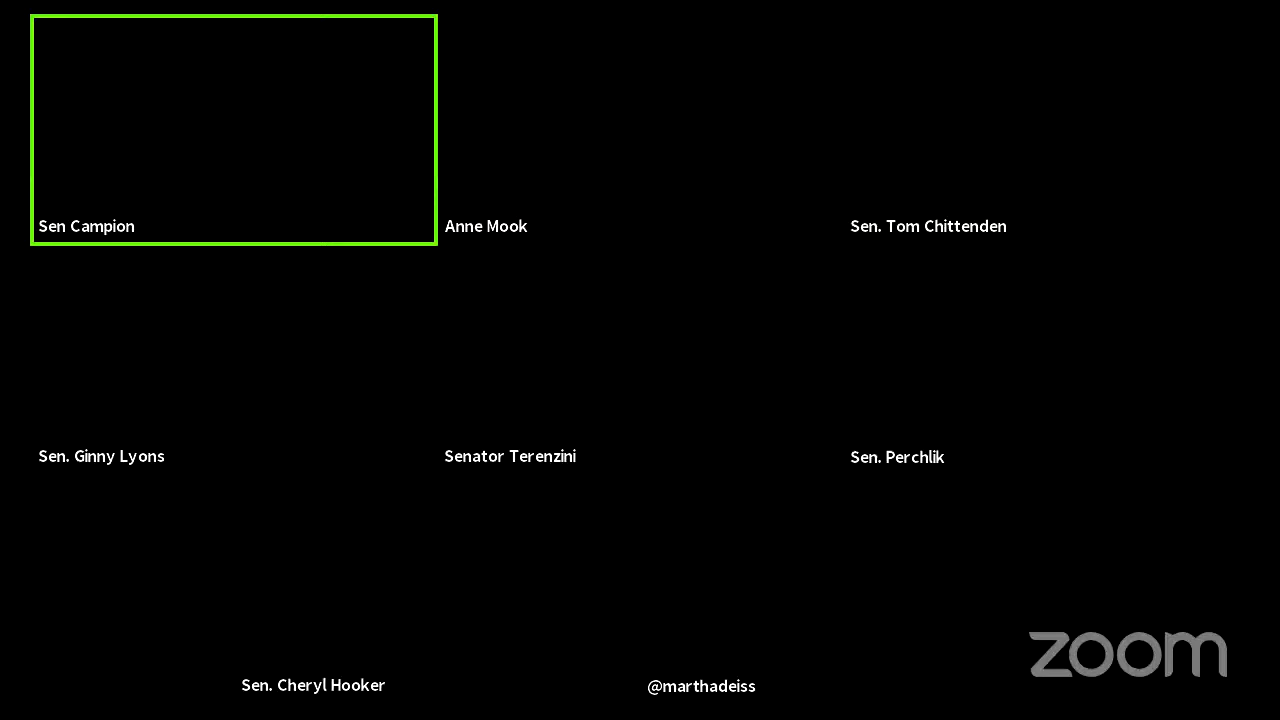 Sen Campion
Anne Mook
Sen. Tom Chittenden
Sen. Ginny Lyons
Senator Terenzini
Sen. Perchlik
Sen. Cheryl Hooker
@marthadeiss
zoom